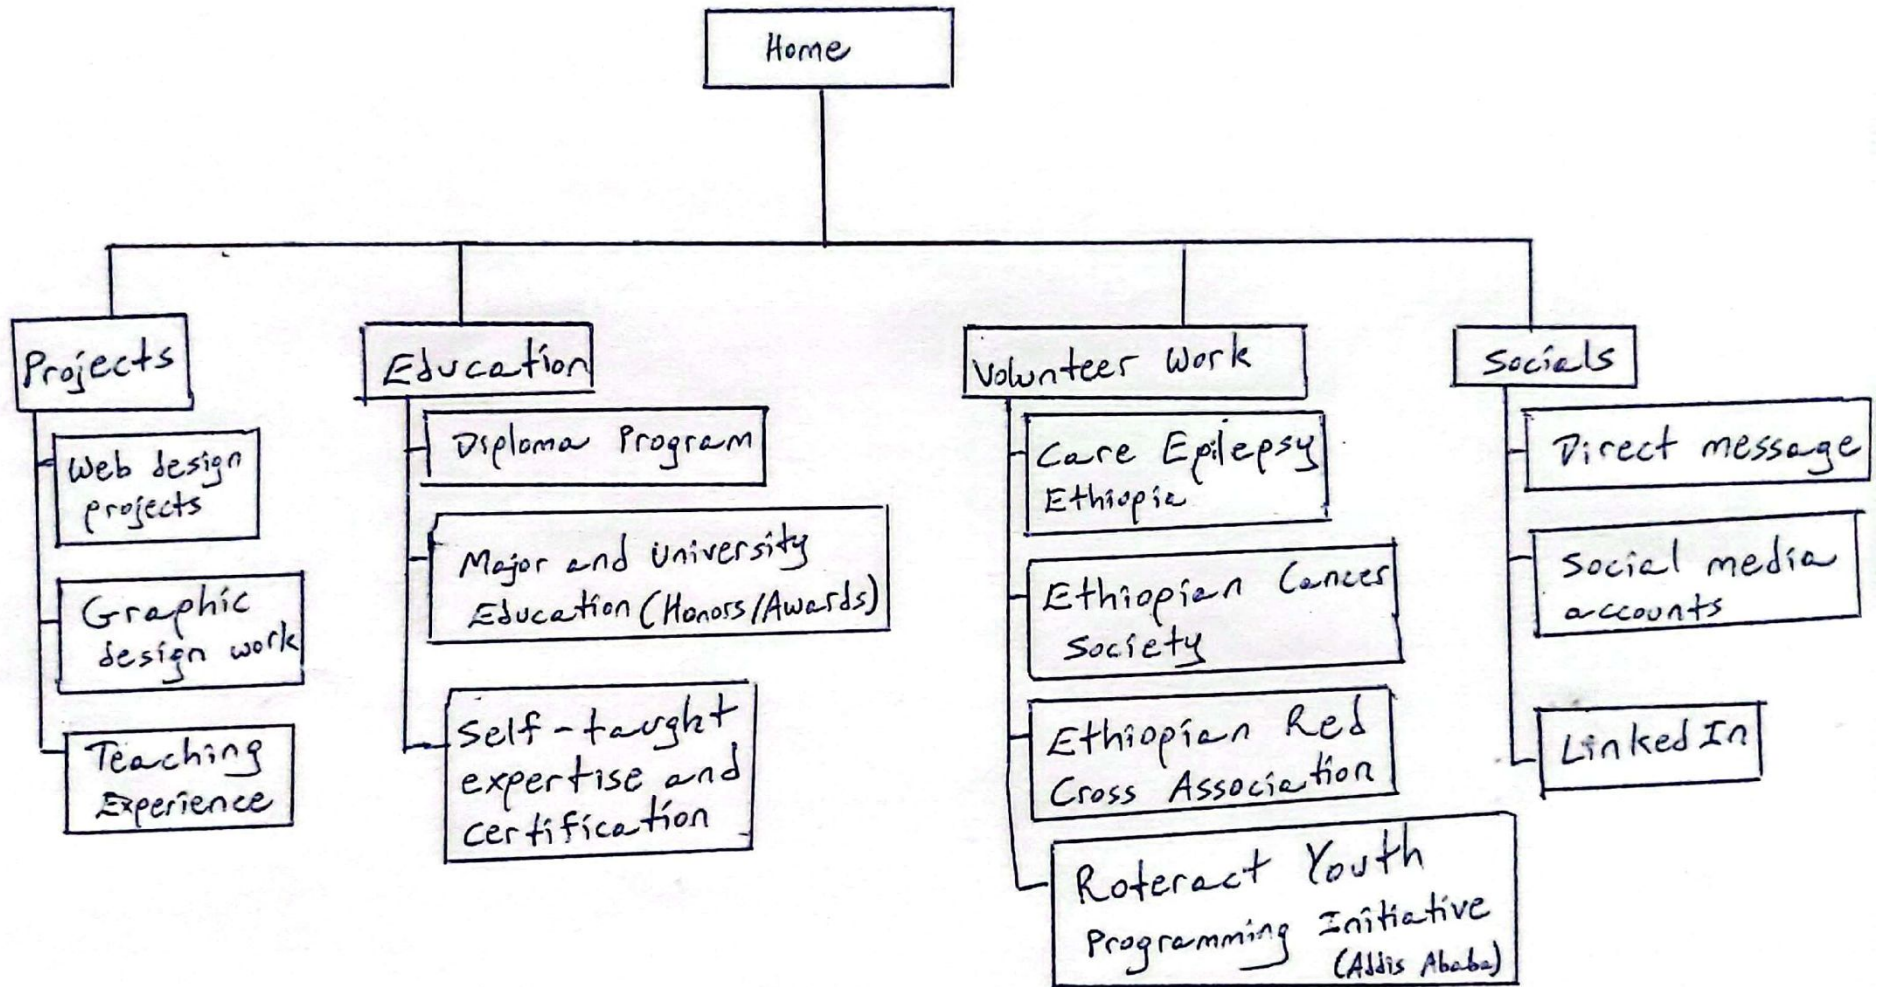 Home
Projects
Web design
projects
Graphic
design work
Teaching
Experience
Education
Diploma Program
Major and University
Education (Honors/Awards)
Self-taught
expertise and
certification
Volunteer Work
Care Epilepsy
Ethiopia
Ethiopian Cancer
Society
Ethiopian Red
Cross Association
Roteract Youth
Programming Initiative
(Addis Ababa)
Socials
Direct message
Social media
accounts
LinkedIn